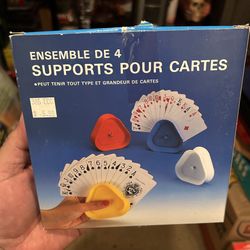 ENSEMBLE DE 4
SUPPORTS POUR CARTES
•PEUT TENIR TOUT TYPE ET GRANDEUR DE CARTES